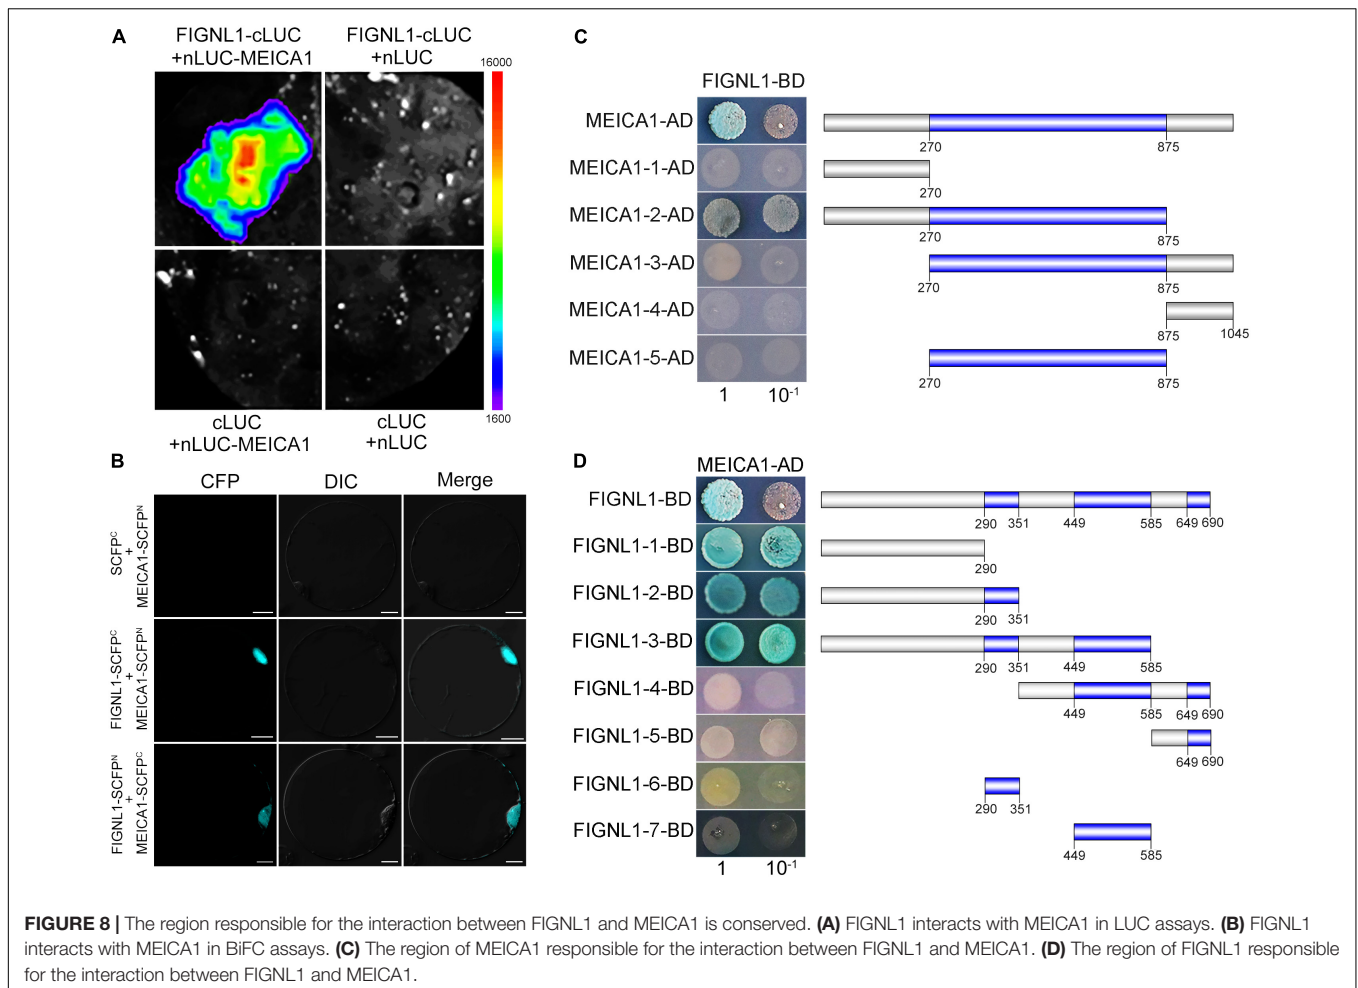 A
FIGNL1-cLUC
+nLUC-MEICA1
FIGNL1-cLUC
+nLUC
16000
1600
cLUC
+nLUC-MEICA1
cLUC
+nLUC
B
CFP
DIC
Merge
SCFPC
+
MEICA1-SCFPN
FIGNL1-SCFPC
+
MEICA1-SCFPN
FIGNL1-SCFPN
+
MEICA1-SCFPC
C
FIGNL1-BD
MEICA1-AD
270
875
MEICA1-1-AD
270
MEICA1-2-AD
270
875
MEICA1-3-AD
270
875
MEICA1-4-AD
875
1045
MEICA1-5-AD
270
875
1
10-1
D
MEICA1-AD
FIGNL1-BD
290
351
449
585
649
690
FIGNL1-1-BD
290
FIGNL1-2-BD
290
351
FIGNL1-3-BD
290
351
449
585
FIGNL1-4-BD
449
585
649
690
FIGNL1-5-BD
649
690
FIGNL1-6-BD
290
351
FIGNL1-7-BD
449
585
1
10-1
FIGURE 8 | The region responsible for the interaction between FIGNL1 and MEICA1 is conserved. (A) FIGNL1 interacts with MEICA1 in LUC assays. (B) FIGNL1
interacts with MEICA1 in BiFC assays. (C) The region of MEICA1 responsible for the interaction between FIGNL1 and MEICA1. (D) The region of FIGNL1 responsible
for the interaction between FIGNL1 and MEICA1.